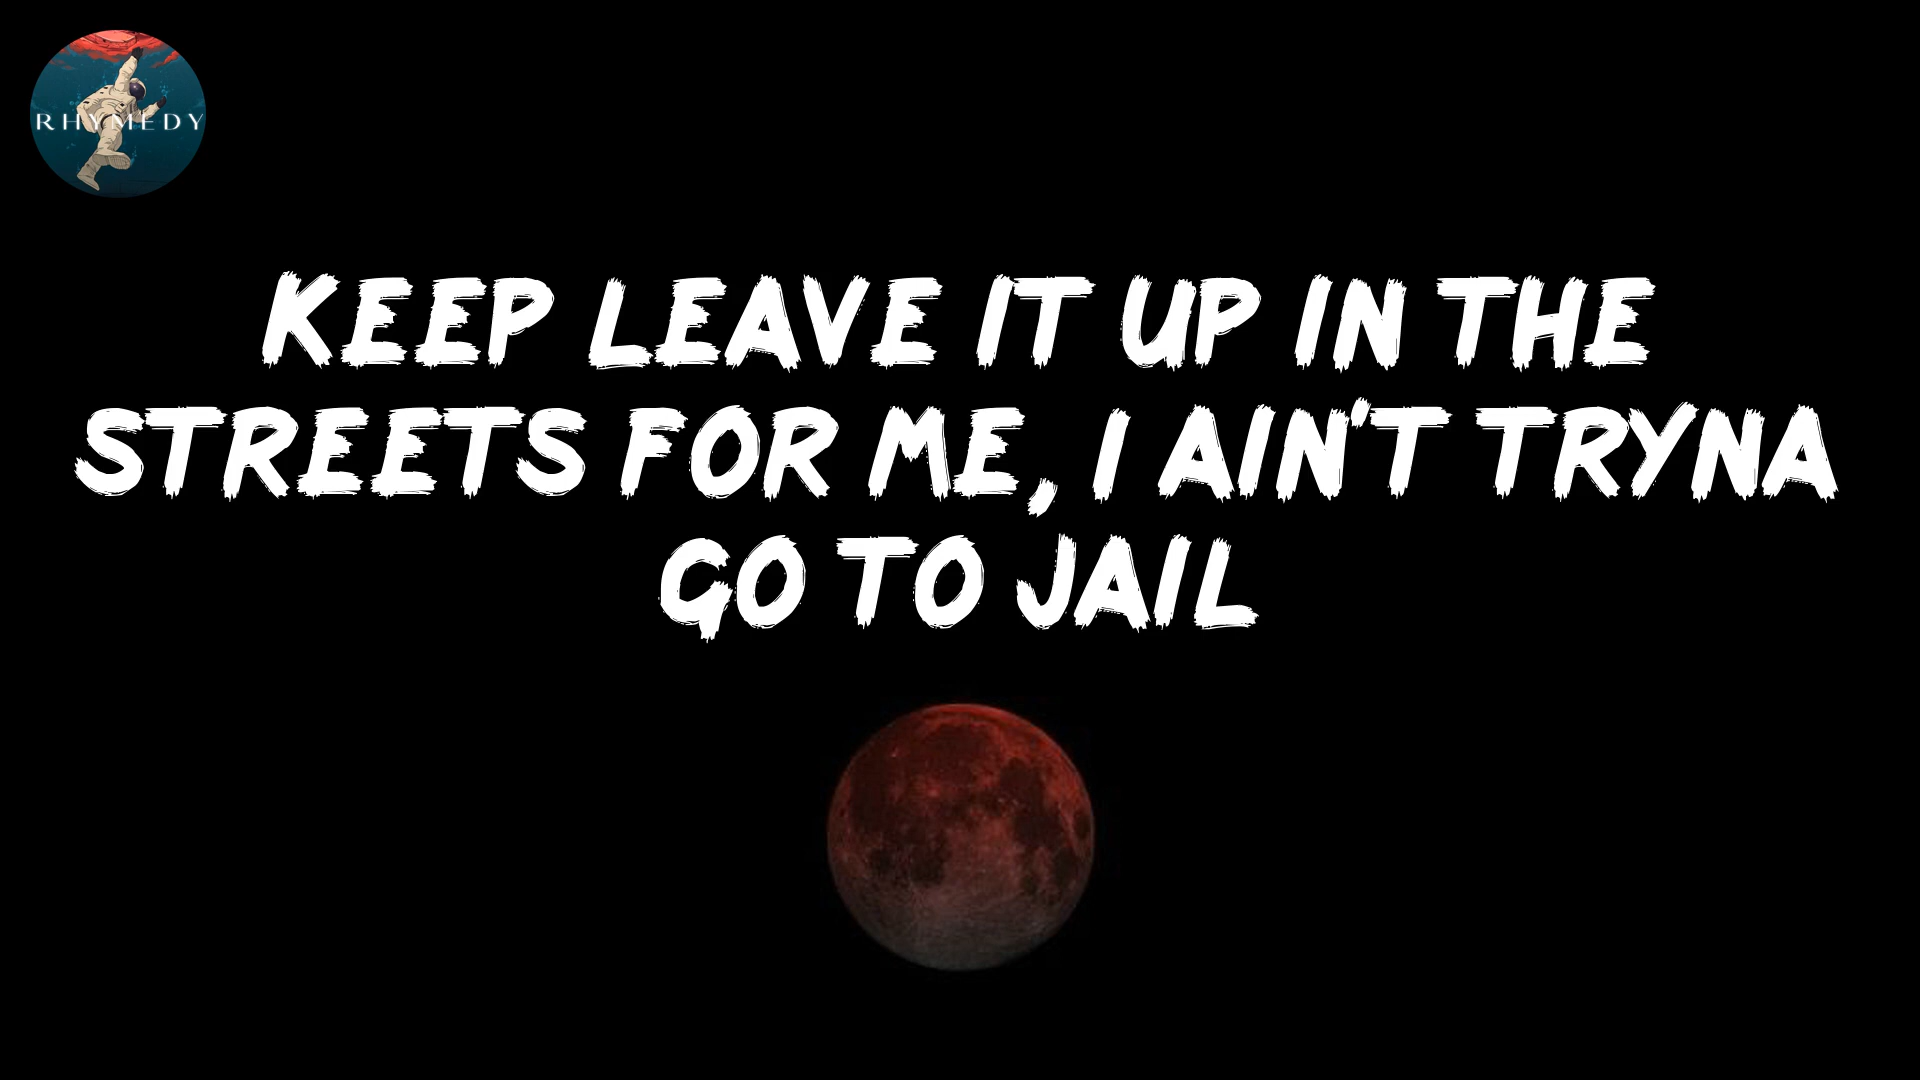 RHYMEDY
KEEP LEAVE IT UP IN THE
STREETS FOR ME, I AIN'T TRYNA
GO TO JAIL